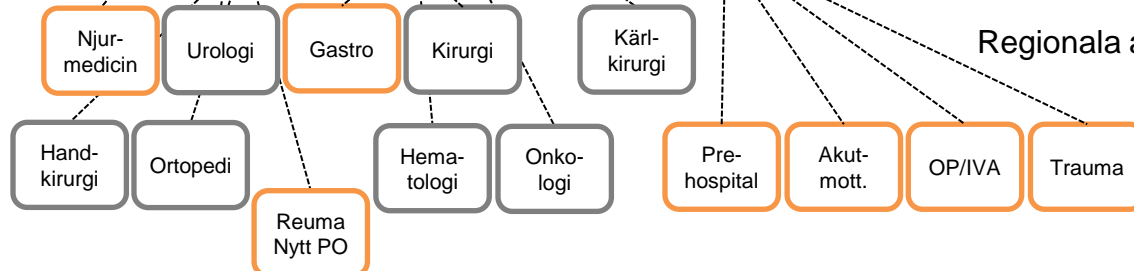 Njur-
medicin
Urologi
Gastro
Kirurgi
Kärl-
kirurgi
Regionala
Hand-
kirurgi
Ortopedi
Hema-
tologi
Onko-
logi
Pre-
hospital
Akut-
mott.
OP/IVA
Trauma
Reuma
Nytt PO